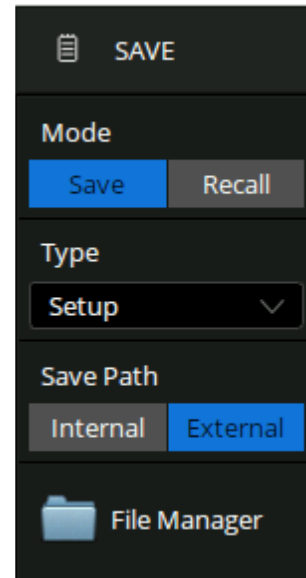 SAVE
Mode
Save Recall
Type
Setup
Save Path
Internal External
File Manager